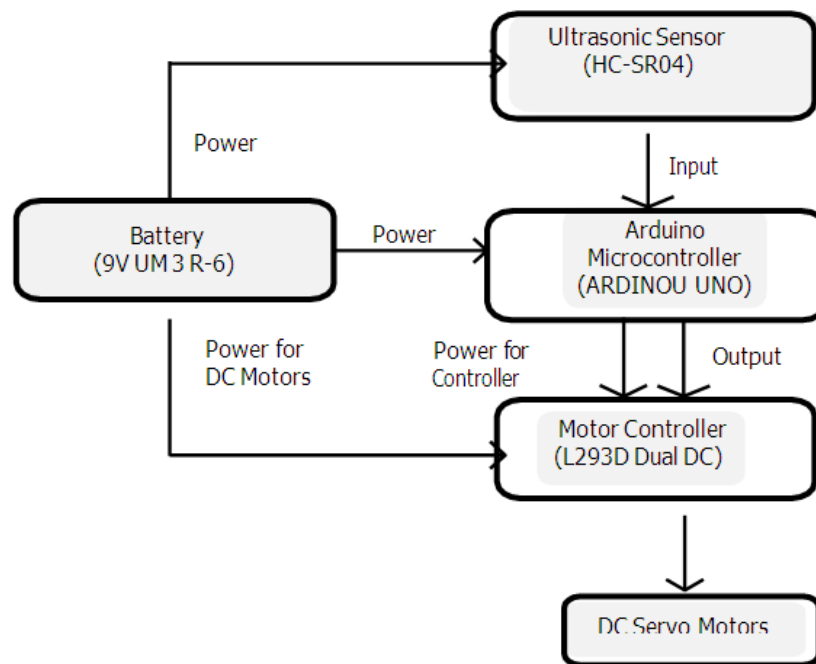 Ultrasonic Sensor
(HC-SR04)
Power
Input
Battery
(9V UM 3 R-6)
Power
Arduino
Microcontroller
(ARDINOU UNO)
Power for
DC Motors
Power for
Controller
Output
Motor Controller
(L293D Dual DC)
DC Servo Motors